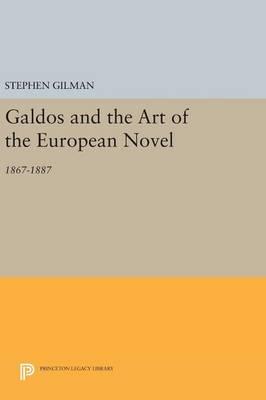 STEPHEN GILMAN
Galdos and the Art of
the European Novel
1867-1887
PRINCETON LEGACY LIBRARY